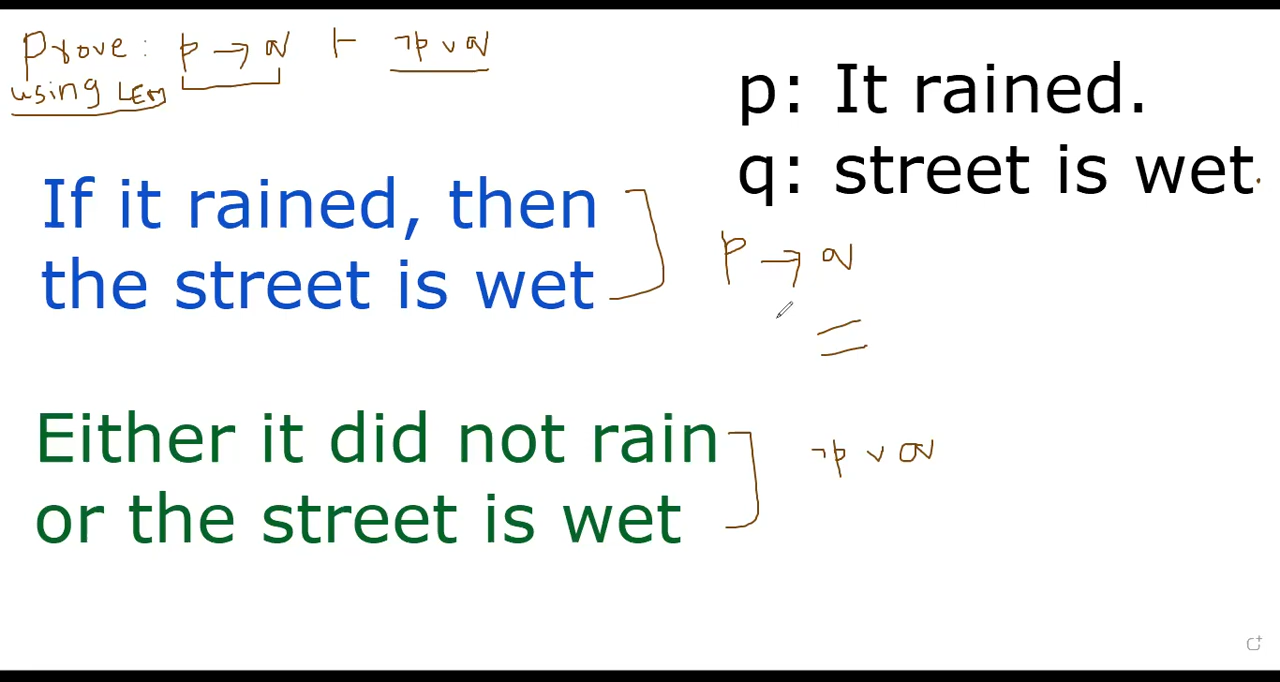 Prove: p → q ⊢ ¬p ∨ q
using LEM
p: It rained.
q: street is wet.
If it rained, then
the street is wet
p → q
=
Either it did not rain
or the street is wet
¬p ∨ q